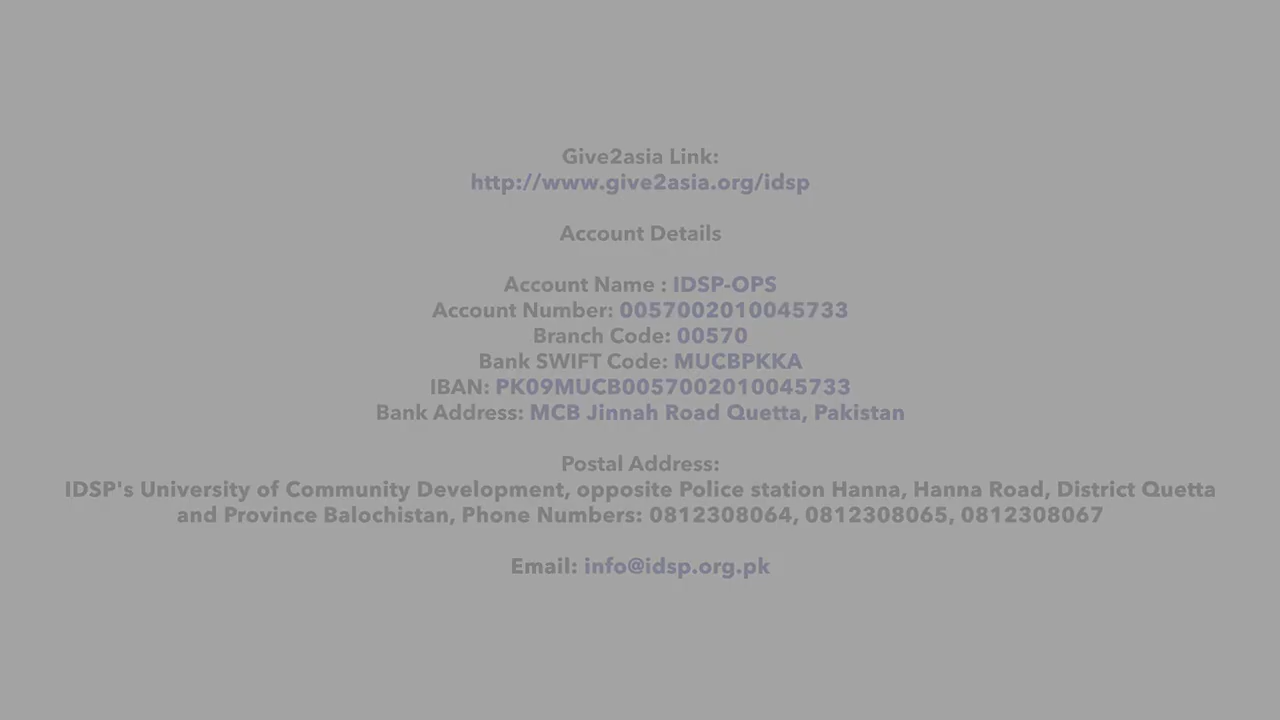 Give2asia Link:
http://www.give2asia.org/idsp
Account Details
Account Name : IDSP-OPS
Account Number: 0057002010045733
Branch Code: 00570
Bank SWIFT Code: MUCBPKKA
IBAN: PK09MUCB0057002010045733
Bank Address: MCB Jinnah Road Quetta, Pakistan
Postal Address:
IDSP's University of Community Development, opposite Police station Hanna, Hanna Road, District Quetta
and Province Balochistan, Phone Numbers: 0812308064, 0812308065, 0812308067
Email: info@idsp.org.pk